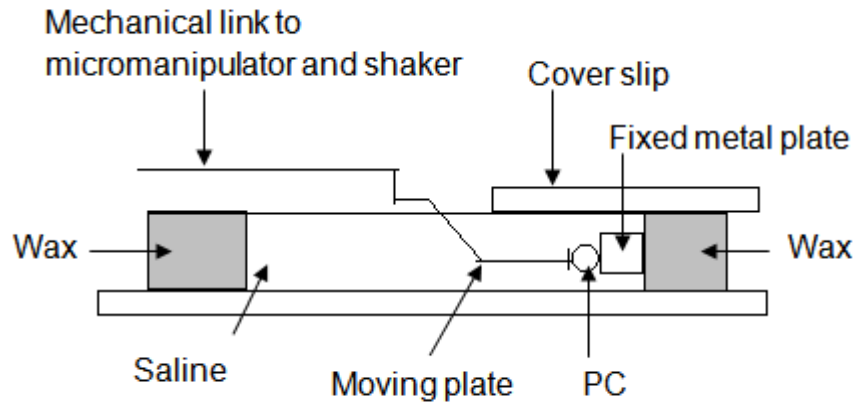 Mechanical link to
micromanipulator and shaker
Cover slip
Fixed metal plate
Wax
Wax
Saline
Moving plate
PC